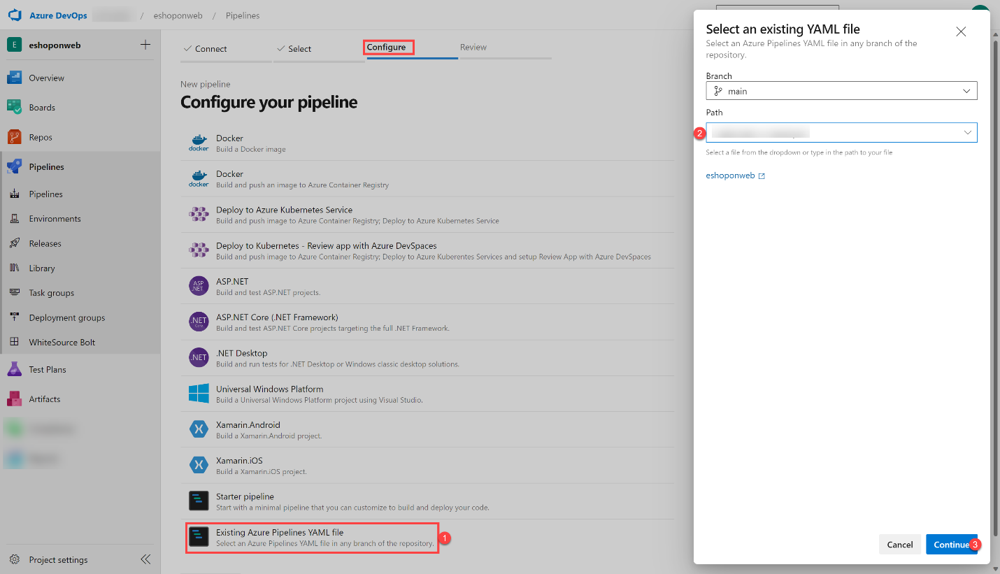 Azure DevOps / eshoponweb / Pipelines
E eshoponweb
Overview
Boards
Repos
Pipelines
Pipelines
Environments
Releases
Library
Task groups
Deployment groups
WhiteSource Bolt
Test Plans
Artifacts
Project settings
Connect
Select
Configure
Review
New pipeline
Configure your pipeline
docker
Docker
Build a Docker image
docker
Docker
Build and push an image to Azure Container Registry
Deploy to Azure Kubernetes Service
Build and push image to Azure Container Registry; Deploy to Azure Kubernetes Service
Deploy to Kubernetes - Review app with Azure DevSpaces
Build and push image to Azure Container Registry; Deploy to Azure Kuberentes Services and setup Review App with Azure DevSpaces
ASP
.NET
ASP.NET
Build and test ASP.NET projects.
.NET
Core
ASP.NET Core (.NET Framework)
Build and test ASP.NET Core projects targeting the full .NET Framework.
.NET
.NET Desktop
Build and run tests for .NET Desktop or Windows classic desktop solutions.
Universal Windows Platform
Build a Universal Windows Platform project using Visual Studio.
Xamarin.Android
Build a Xamarin.Android project.
Xamarin.iOS
Build a Xamarin.iOS project.
Starter pipeline
Start with a minimal pipeline that you can customize to build and deploy your code.
Existing Azure Pipelines YAML file
Select an Azure Pipelines YAML file in any branch of the repository.
1
Select an existing YAML file
Select an Azure Pipelines YAML file in any branch of the
repository.
Branch
main
Path
2
Select a file from the dropdown or type in the path to your file
eshoponweb
Cancel
Continue
3